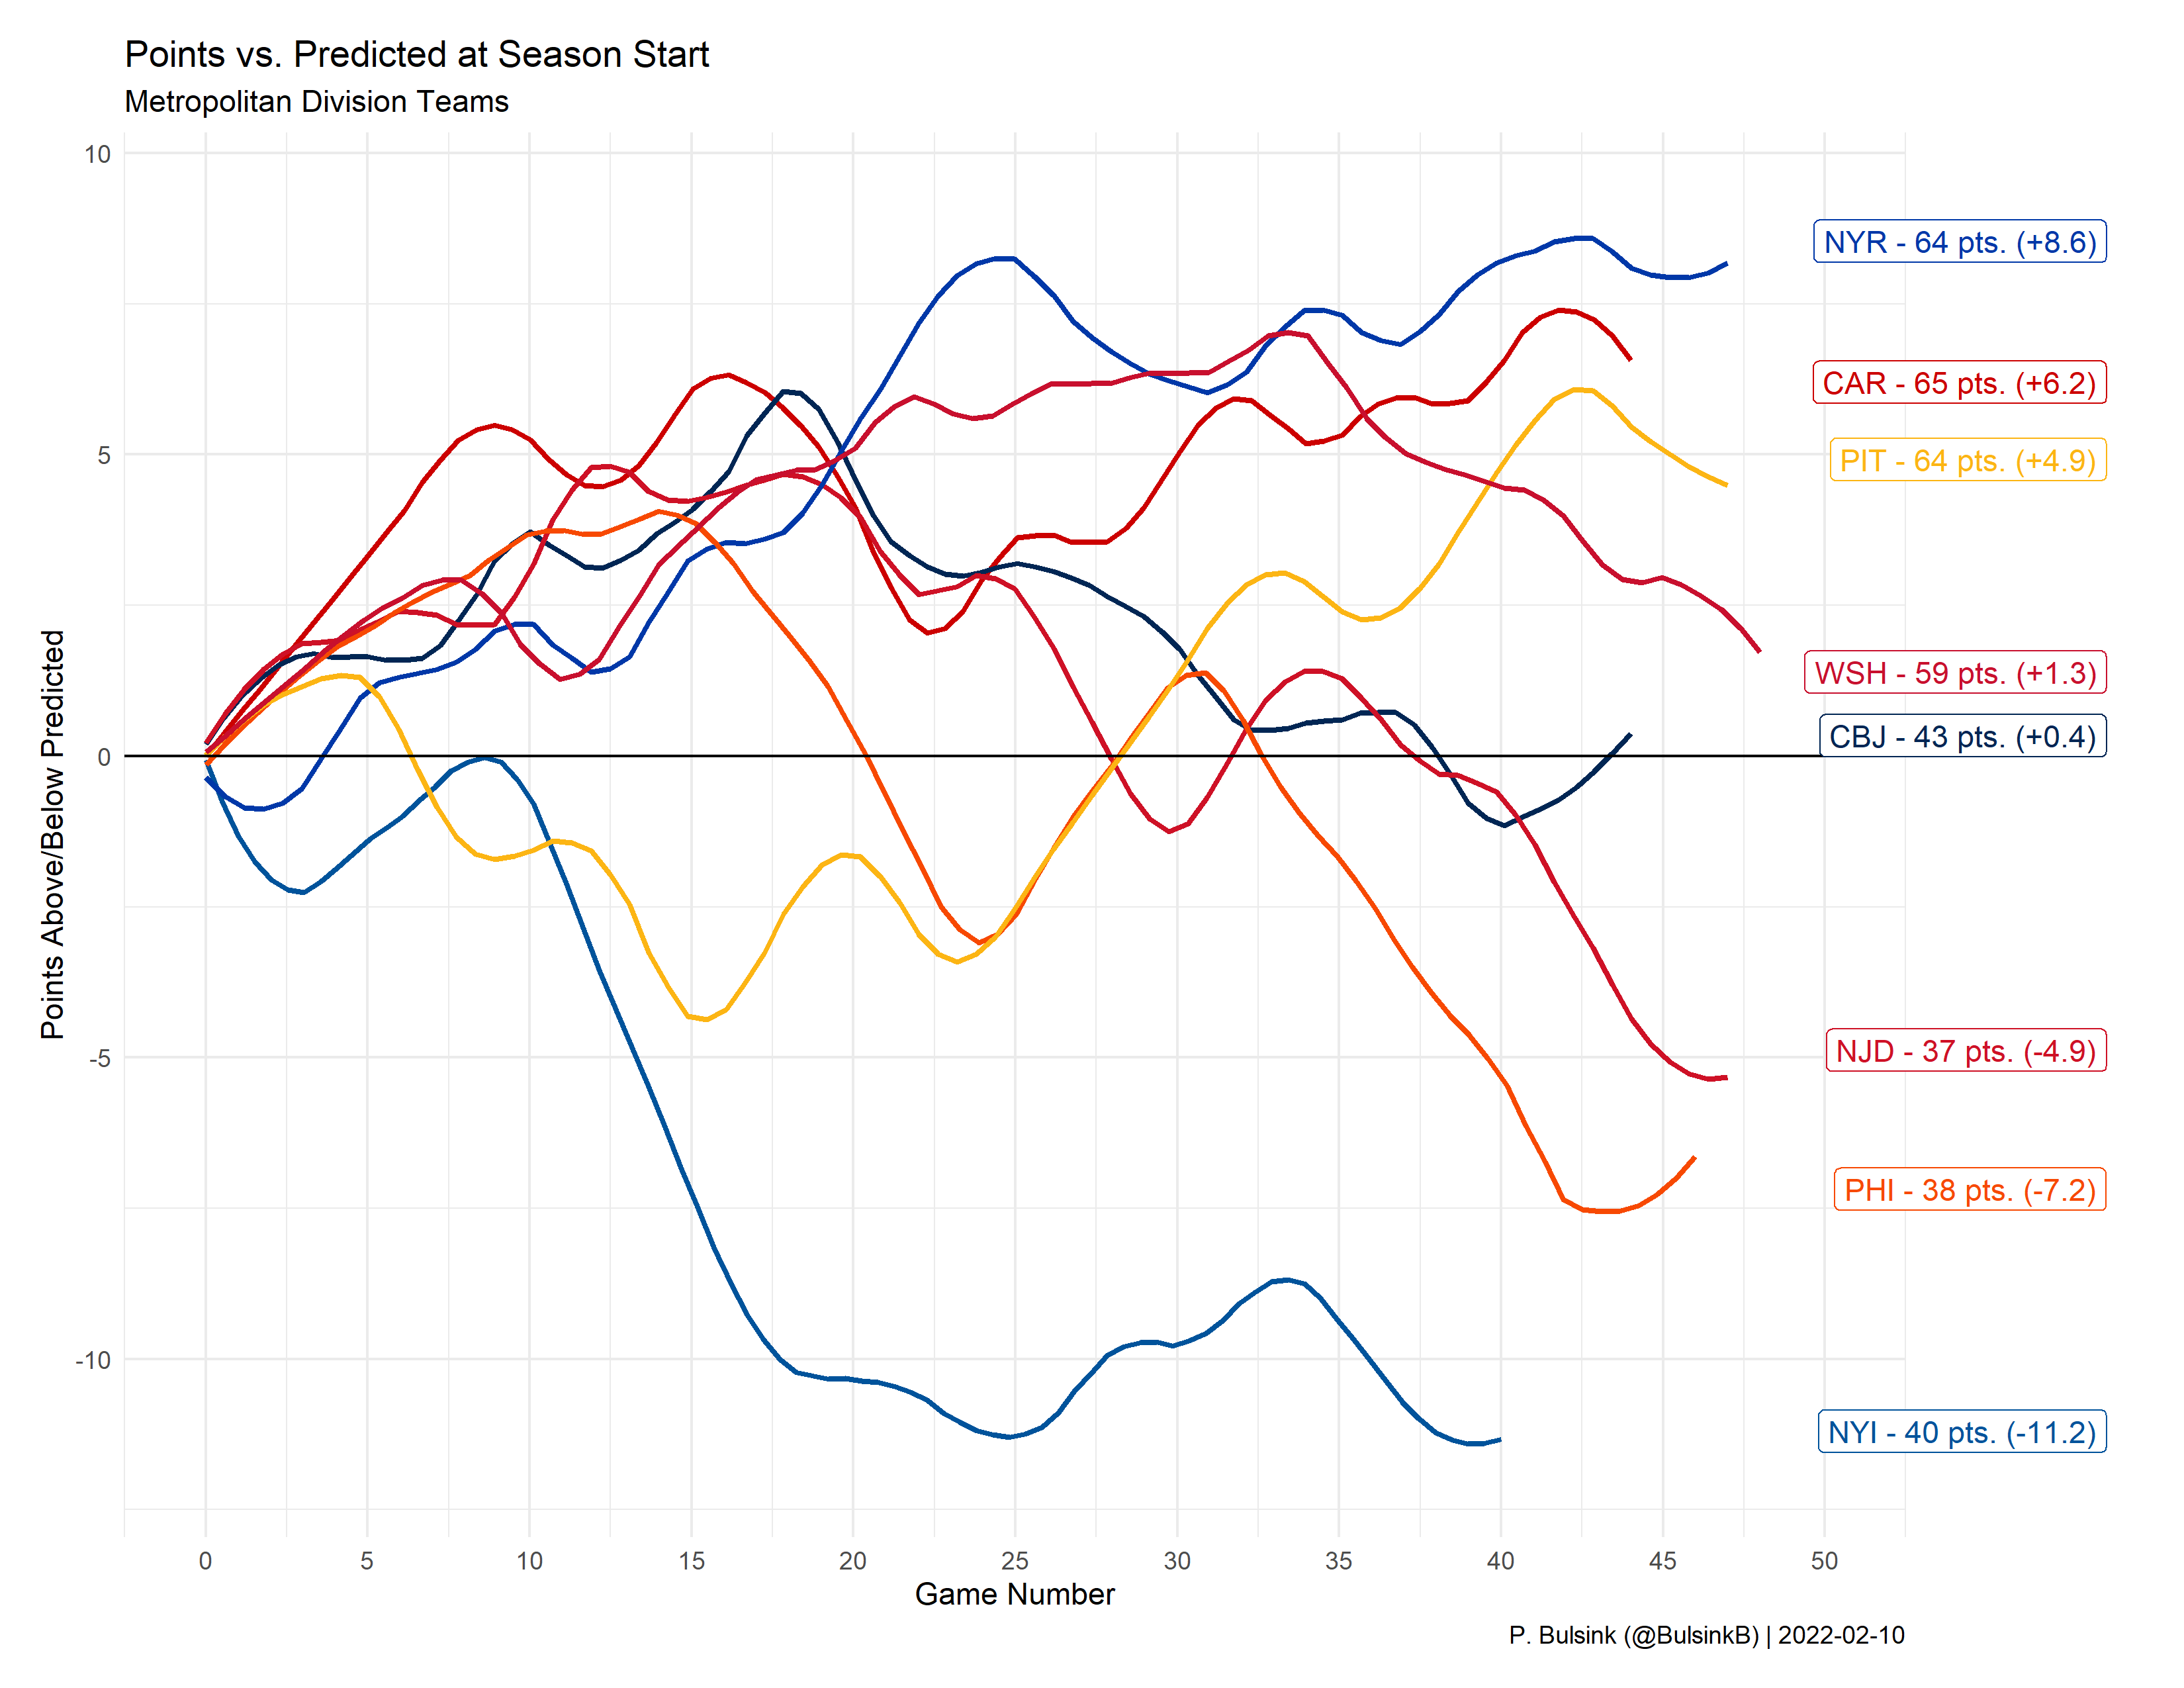 Points vs. Predicted at Season Start
Metropolitan Division Teams
Points Above/Below Predicted
10
5
0
-5
-10
NYR - 64 pts. (+8.6)
CAR - 65 pts. (+6.2)
PIT - 64 pts. (+4.9)
WSH - 59 pts. (+1.3)
CBJ - 43 pts. (+0.4)
NJD - 37 pts. (-4.9)
PHI - 38 pts. (-7.2)
NYI - 40 pts. (-11.2)
0 5 10 15 20 25 30 35 40 45 50
Game Number
P. Bulsink (@BulsinkB) | 2022-02-10